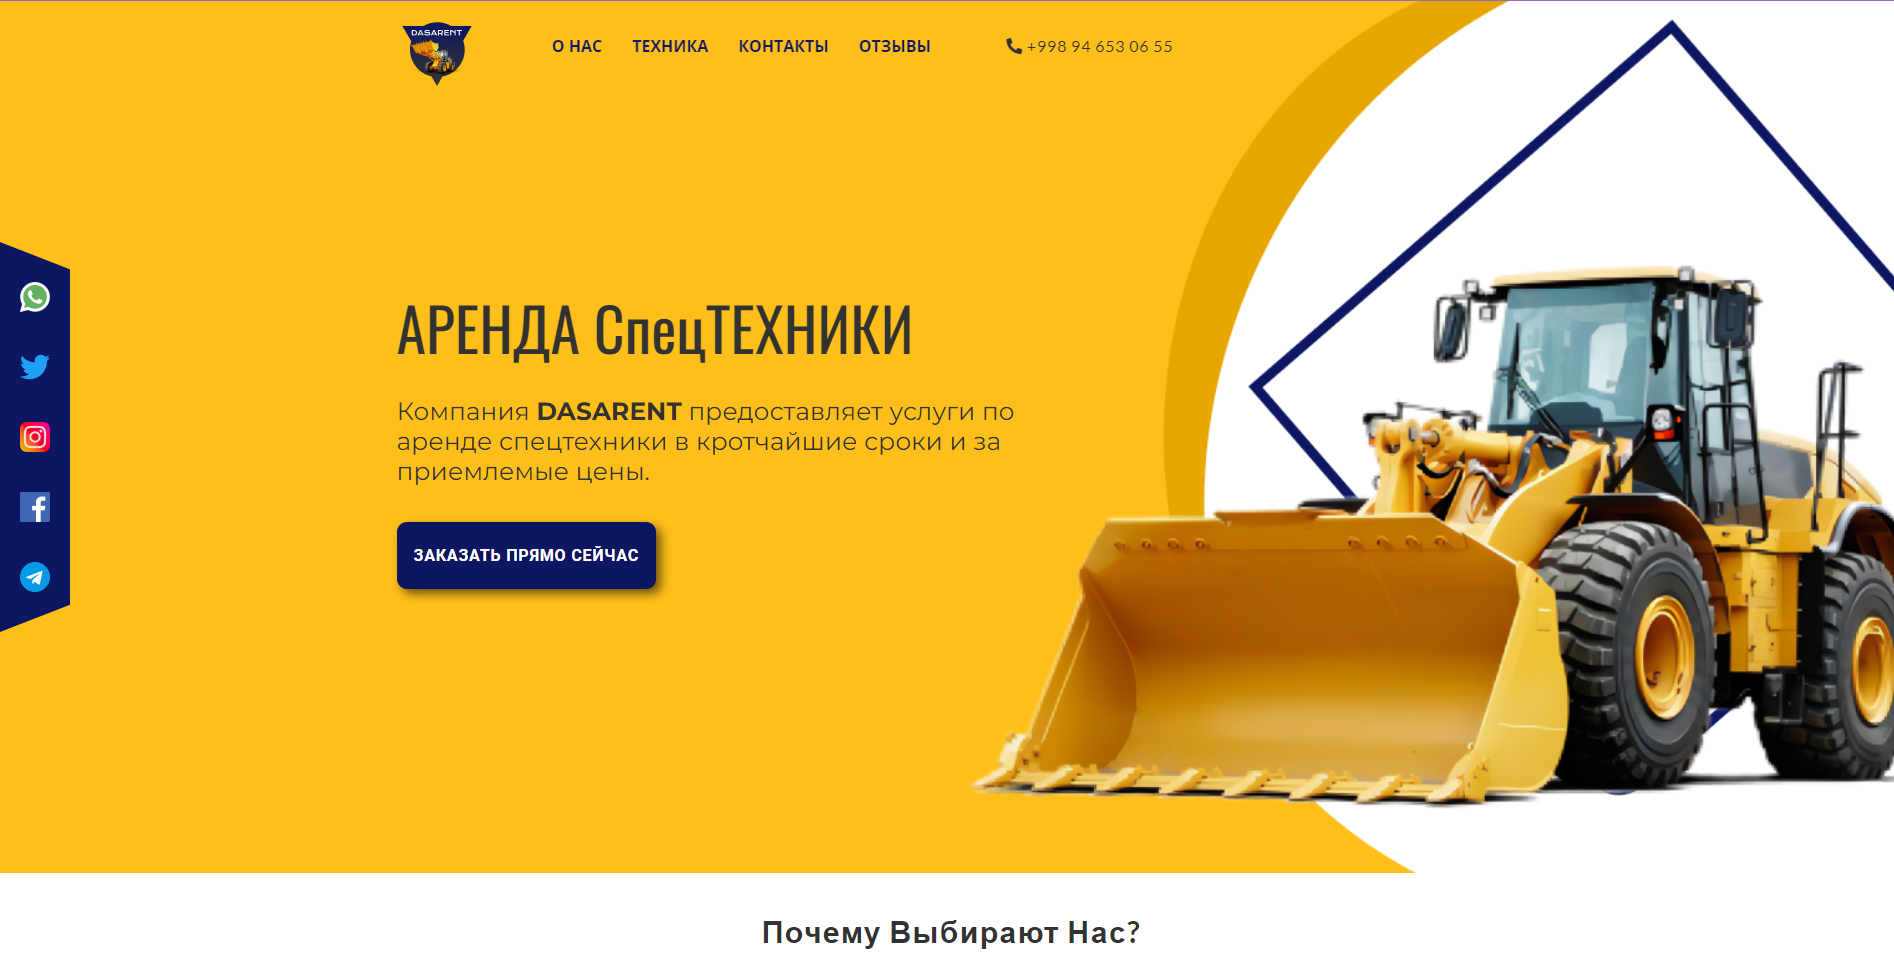 DASARENT
О НАС
ТЕХНИКА
КОНТАКТЫ
ОТЗЫВЫ
+998 94 653 06 55
АРЕНДА СпецТЕХНИКИ
Компания DASARENT предоставляет услуги по
аренде спецтехники в кротчайшие сроки и за
приемлемые цены.
ЗАКАЗАТЬ ПРЯМО СЕЙЧАС
Почему Выбирают Нас?